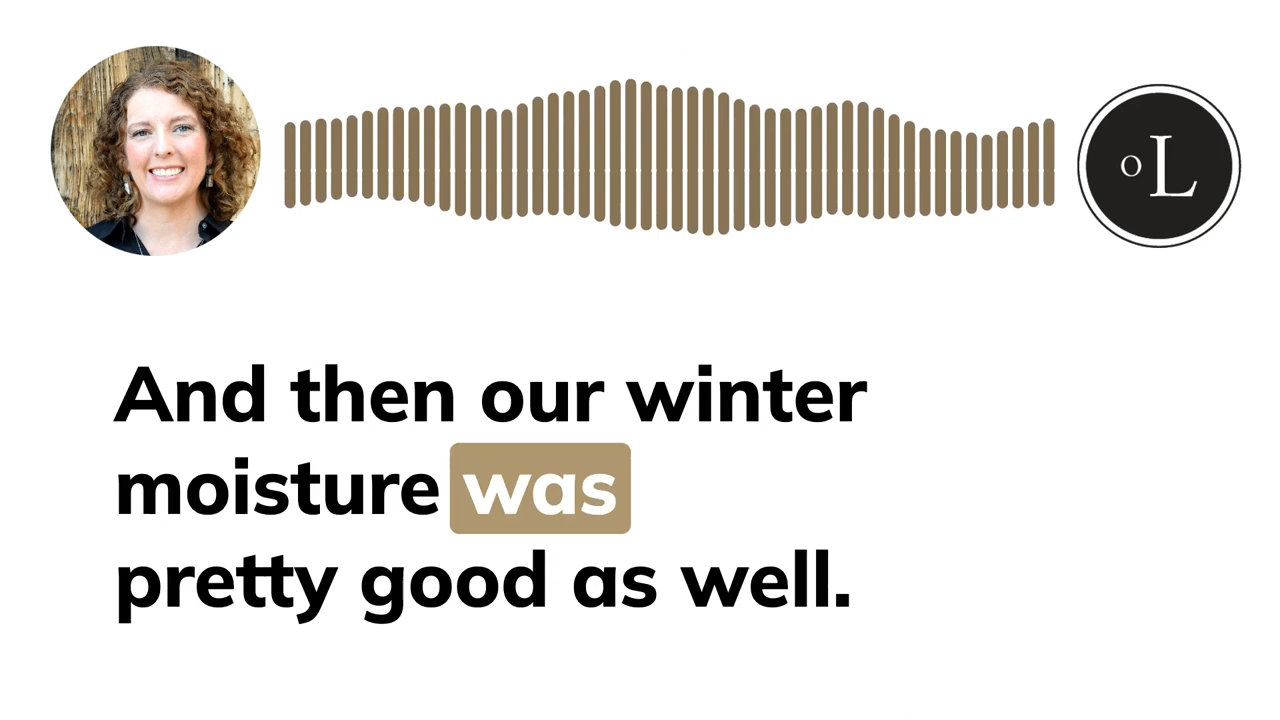 OL
And then our winter
moisture was
pretty good as well.